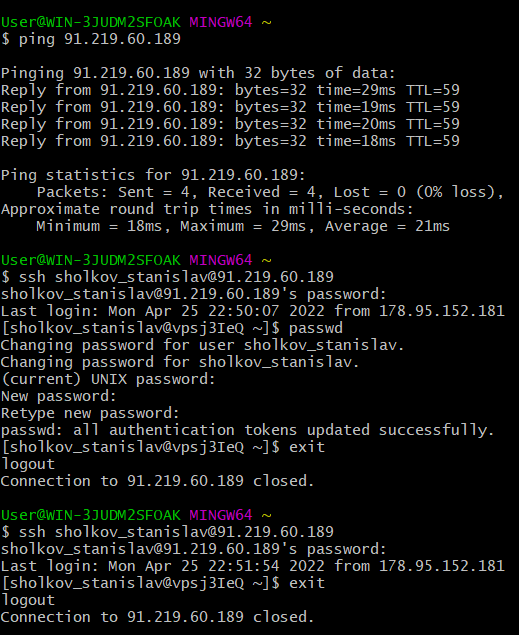 User@WIN-3JUDM2SFOAK MINGW64 ~
$ ping 91.219.60.189
Pinging 91.219.60.189 with 32 bytes of data:
Reply from 91.219.60.189: bytes=32 time=29ms TTL=59
Reply from 91.219.60.189: bytes=32 time=19ms TTL=59
Reply from 91.219.60.189: bytes=32 time=20ms TTL=59
Reply from 91.219.60.189: bytes=32 time=18ms TTL=59
Ping statistics for 91.219.60.189:
    Packets: Sent = 4, Received = 4, Lost = 0 (0% loss),
Approximate round trip times in milli-seconds:
    Minimum = 18ms, Maximum = 29ms, Average = 21ms
User@WIN-3JUDM2SFOAK MINGW64 ~
$ ssh sholkov_stanislav@91.219.60.189
sholkov_stanislav@91.219.60.189's password:
Last login: Mon Apr 25 22:50:07 2022 from 178.95.152.181
[sholkov_stanislav@vpsj3IeQ ~]$ passwd
Changing password for user sholkov_stanislav.
Changing password for sholkov_stanislav.
(current) UNIX password:
New password:
Retype new password:
passwd: all authentication tokens updated successfully.
[sholkov_stanislav@vpsj3IeQ ~]$ exit
logout
Connection to 91.219.60.189 closed.
User@WIN-3JUDM2SFOAK MINGW64 ~
$ ssh sholkov_stanislav@91.219.60.189
sholkov_stanislav@91.219.60.189's password:
Last login: Mon Apr 25 22:51:54 2022 from 178.95.152.181
[sholkov_stanislav@vpsj3IeQ ~]$ exit
logout
Connection to 91.219.60.189 closed.